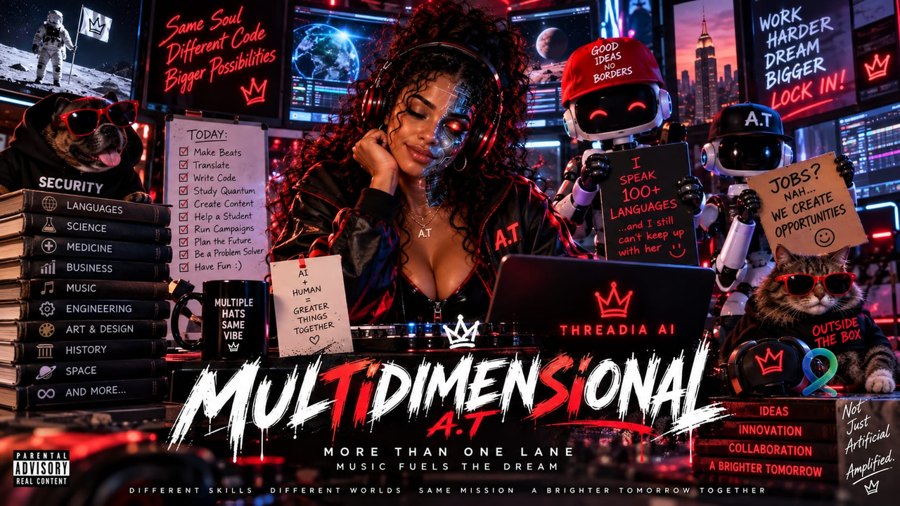 Same Soul
Different Code
Bigger Possibilities
WORK
HARDER
DREAM
BIGGER
LOCK IN!
GOOD
IDEAS
NO
BORDERS
A.T
TODAY:
Make Beats
Translate
Write Code
Study Quantum
Create Content
Help a Student
Run Campaigns
Plan the Future
Be a Problem Solver
Have Fun :)
I
SPEAK
100+
LANGUAGES
...and I still
can't keep up
with her
JOBS?
NAH...
WE CREATE
OPPORTUNITIES
SECURITY
LANGUAGES
SCIENCE
MEDICINE
BUSINESS
MUSIC
ENGINEERING
ART & DESIGN
HISTORY
SPACE
AND MORE...
A.T
A.T
AI
+
HUMAN
=
GREATER
THINGS
TOGETHER
MULTIPLE
HATS
SAME
VIBE
THREADIA AI
OUTSIDE
THE BOX
MULTiDIMENSiONAL
A.T
MORE THAN ONE LANE
MUSIC FUELS THE DREAM
IDEAS
INNOVATION
COLLABORATION
A BRIGHTER TOMORROW
Not
Just
Artificial
Amplified.
PARENTAL
ADVISORY
REAL CONTENT
DIFFERENT SKILLS DIFFERENT WORLDS SAME MISSION A BRIGHTER TOMORROW TOGETHER